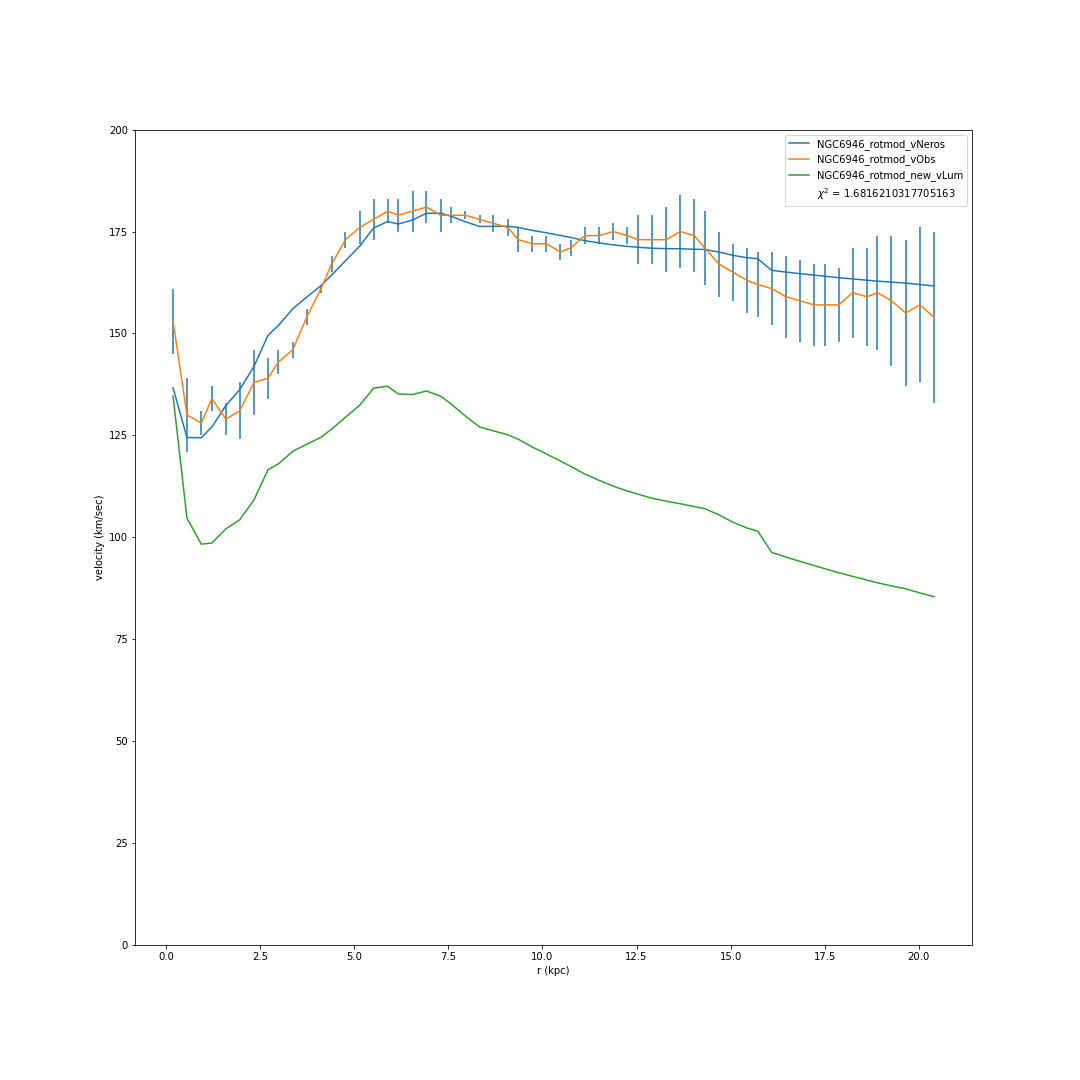 NGC6946_rotmod_vNeros
NGC6946_rotmod_vObs
NGC6946_rotmod_new_vLum
χ² = 1.6816210317705163
200
175
150
125
100
75
50
25
0
velocity (km/sec)
0.0 2.5 5.0 7.5 10.0 12.5 15.0 17.5 20.0
r (kpc)